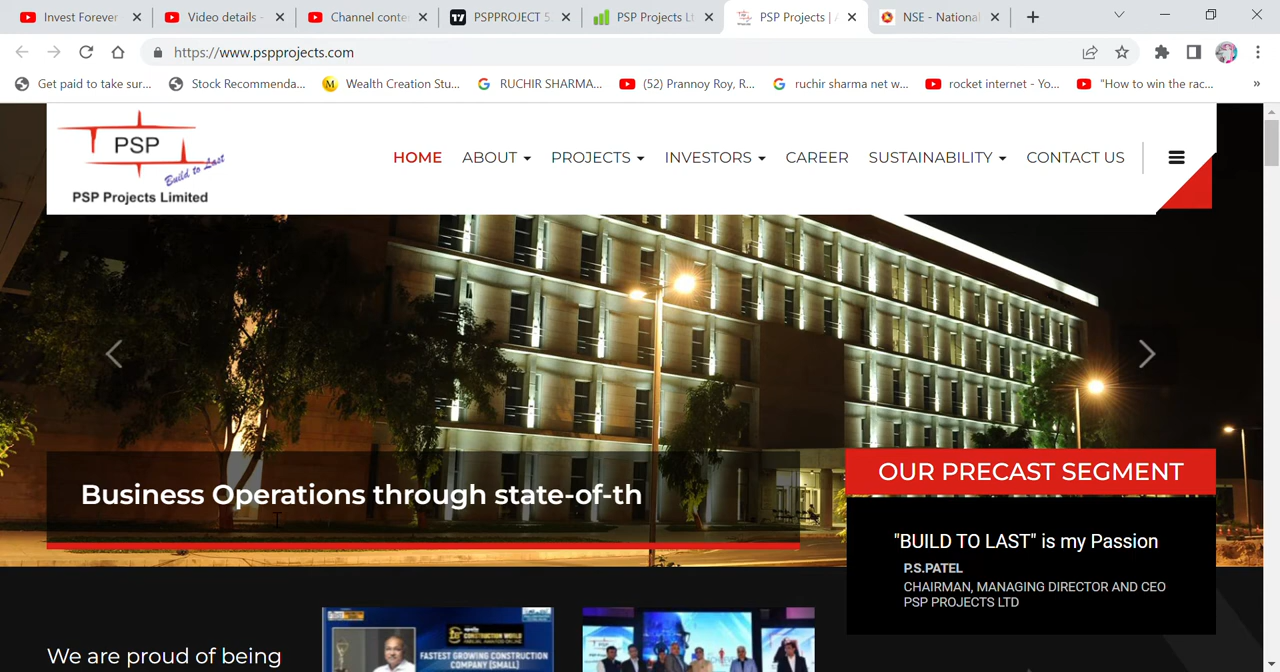 Invest Forever
Video details -
Channel conte
PSPPROJECT 5
PSP Projects Lt
PSP Projects | A
NSE - National
https://www.pspprojects.com
Get paid to take sur...
Stock Recommenda...
M
Wealth Creation Stu...
RUCHIR SHARMA...
(52) Prannoy Roy, R...
ruchir sharma net w...
rocket internet - Yo...
"How to win the rac...
»
PSP
Build to Last
PSP Projects Limited
HOME
ABOUT
PROJECTS
INVESTORS
CAREER
SUSTAINABILITY
CONTACT US
Business Operations through state-of-th
OUR PRECAST SEGMENT
"BUILD TO LAST" is my Passion
P.S.PATEL
CHAIRMAN, MANAGING DIRECTOR AND CEO
PSP PROJECTS LTD
We are proud of being
CONSTRUCTION WORLD
FASTEST GROWING CONSTRUCTION
COMPANY (SMALL)
PSP